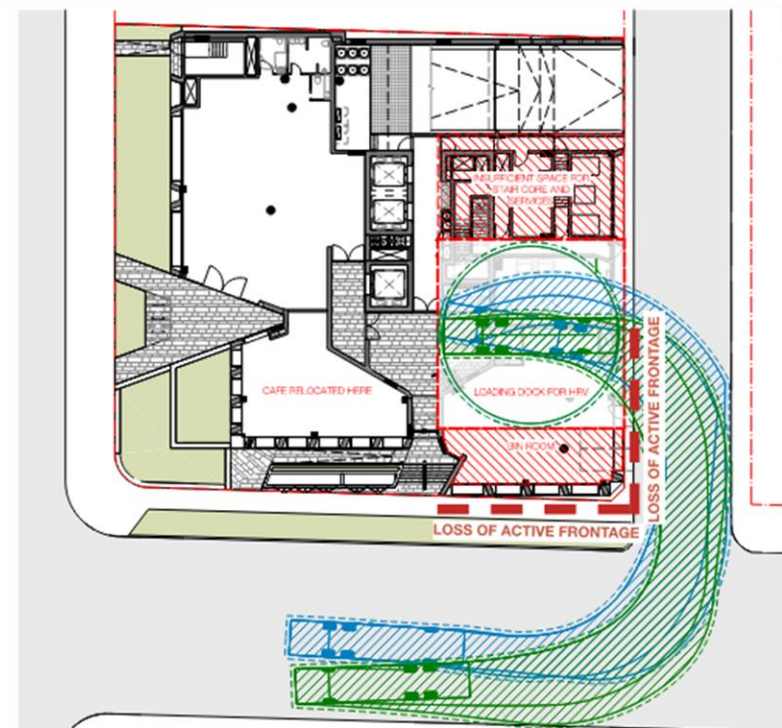 INSUFFICIENT SPACE FOR
STAIR CORE AND
SERVICES
CAFE RELOCATED HERE
LOADING DOCK FOR HRV
BIN ROOM
LOSS OF ACTIVE FRONTAGE
LOSS OF ACTIVE FRONTAGE